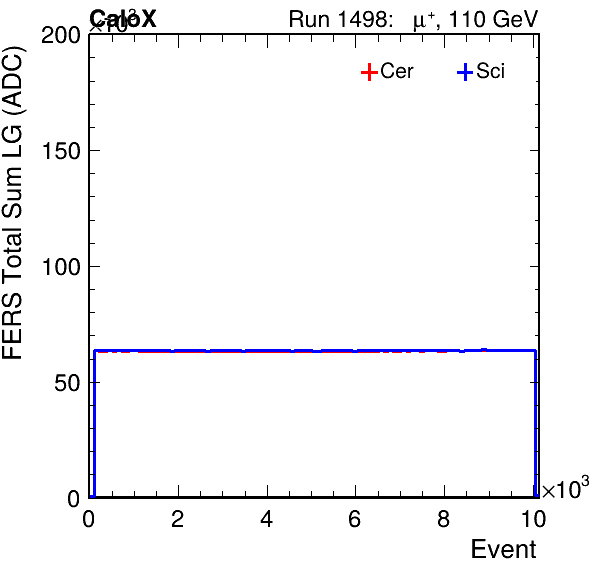 CaloX
×10³
Run 1498: μ⁺, 110 GeV
Cer
Sci
FERS Total Sum LG (ADC)
200
150
100
50
0
0 2 4 6 8 10
×10³
Event